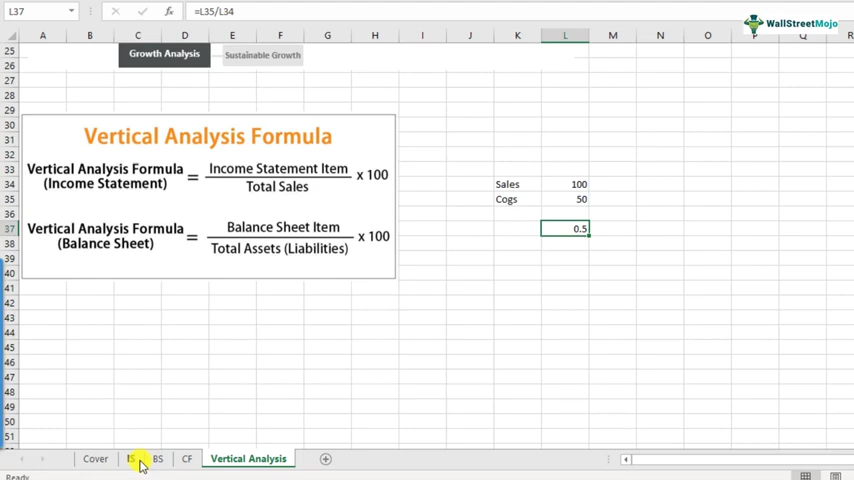 L37
fx
=L35/L34
WallStreetMojo
A B C D E F G H I J K L M N O P Q R
25
Growth Analysis
Sustainable Growth
26
27
28
29
30
Vertical Analysis Formula
31
32
33
Vertical Analysis Formula
(Income Statement)
=
Income Statement Item
Total Sales
x 100
34
Sales 100
35
Cogs 50
36
37
0.5
Vertical Analysis Formula
(Balance Sheet)
=
Balance Sheet Item
Total Assets (Liabilities)
x 100
38
39
40
41
42
43
44
45
46
47
48
49
50
51
Cover IS BS CF Vertical Analysis
Ready